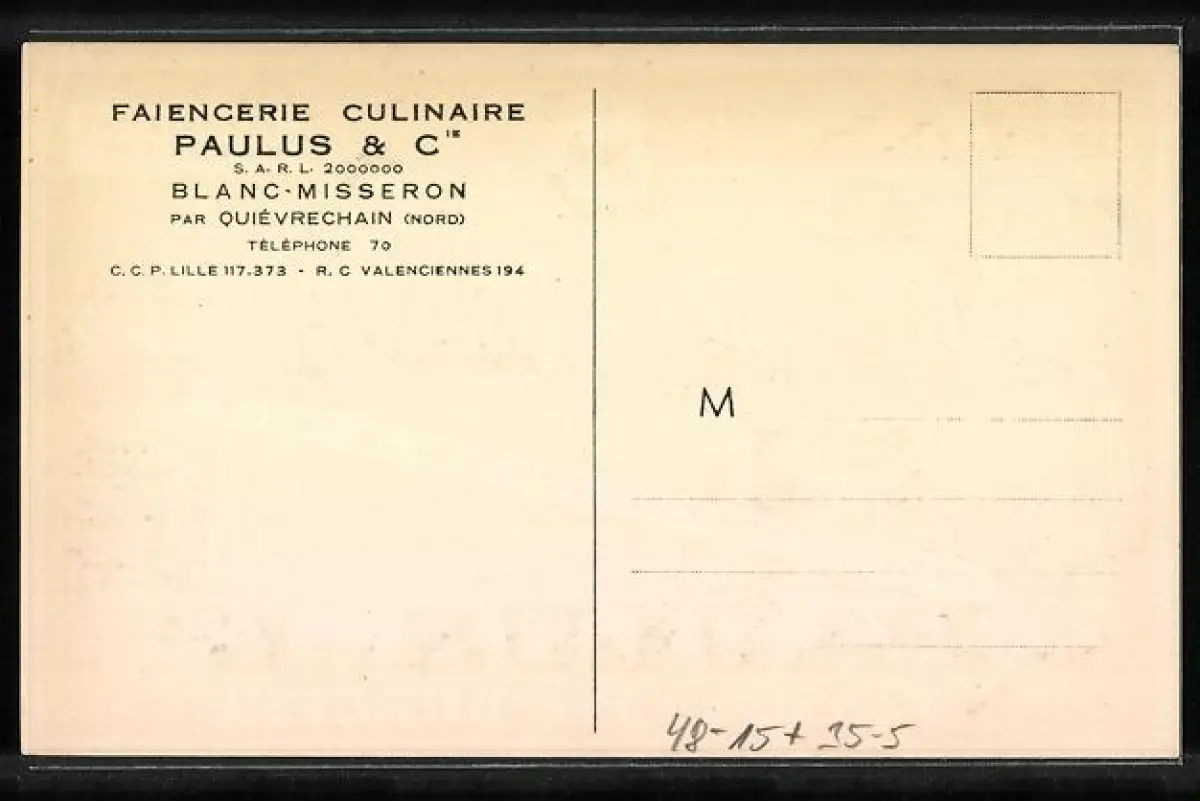 FAIENCERIE CULINAIRE
PAULUS & Cᴵᴱ
S. A. R. L. 2000000
BLANC-MISSERON
PAR QUIÉVRECHAIN (NORD)
TÉLÉPHONE 70
C. C. P. LILLE 117.373 - R. C VALENCIENNES 194
M
48-15+ 35-5